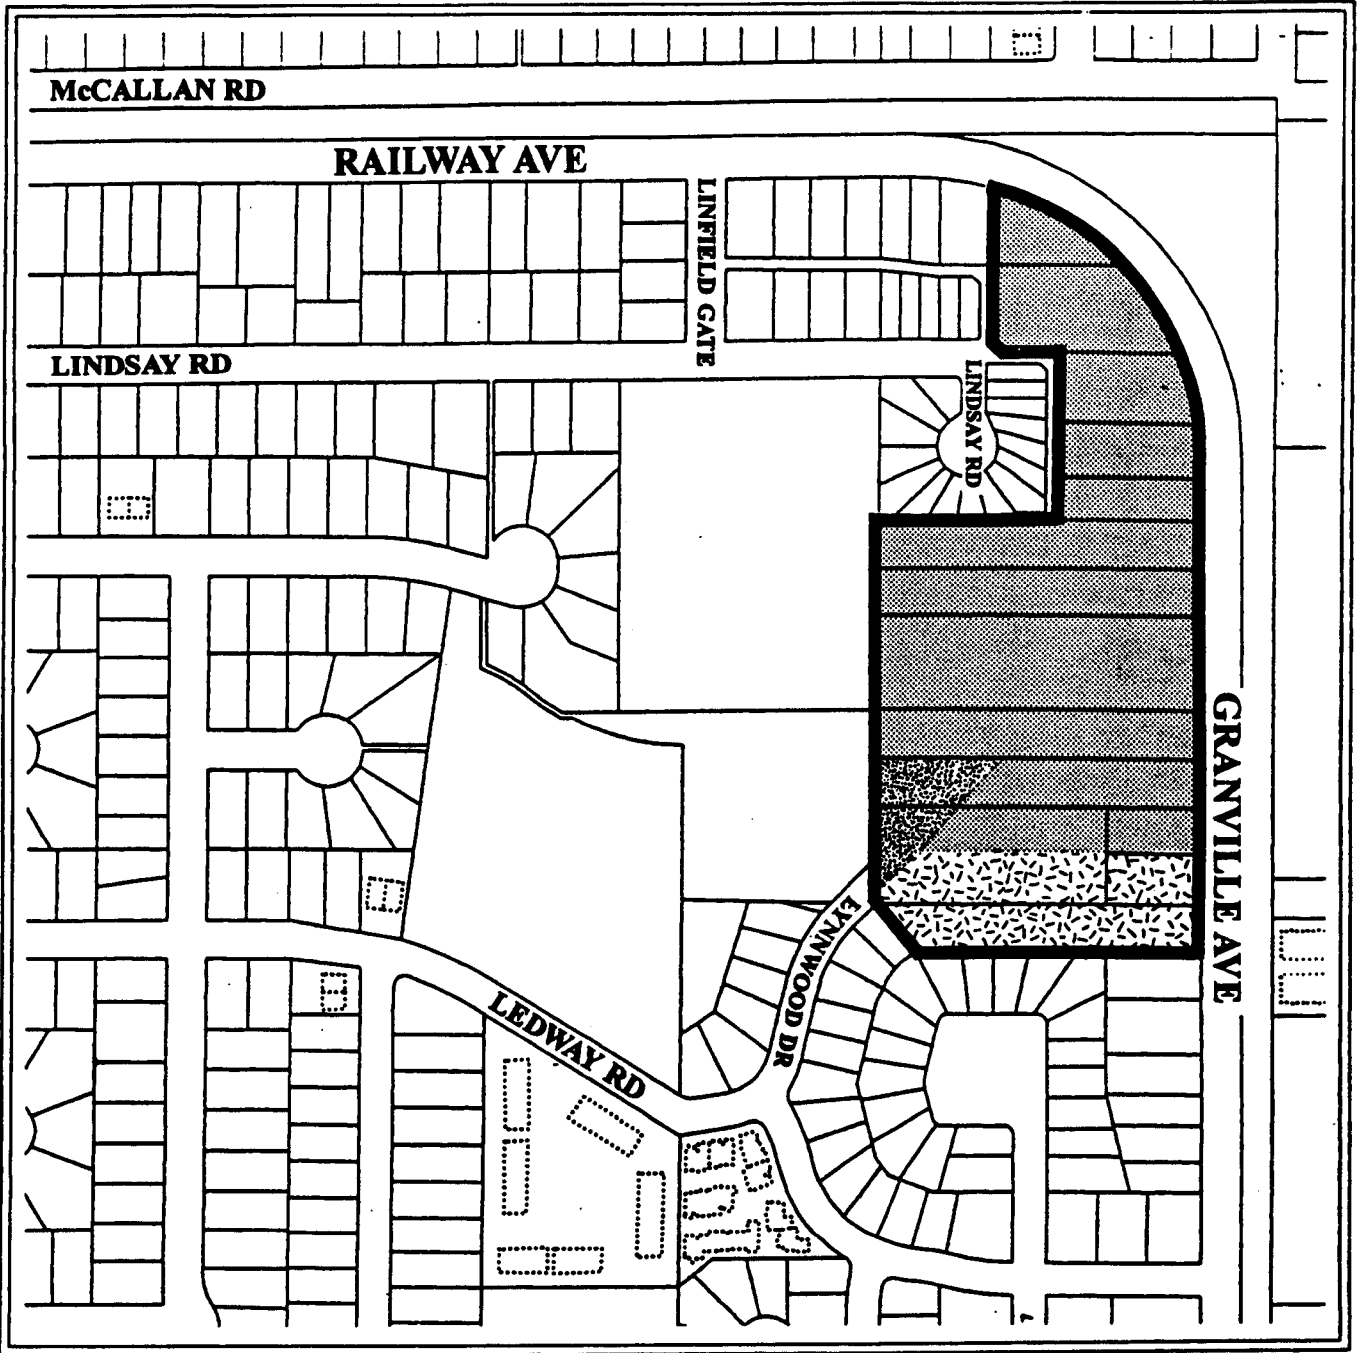 McCALLAN RD
RAILWAY AVE
LINFIELD GATE
LINDSAY RD
LINDSAY RD
GRANVILLE AVE
LYNNWOOD DR
LEDWAY RD